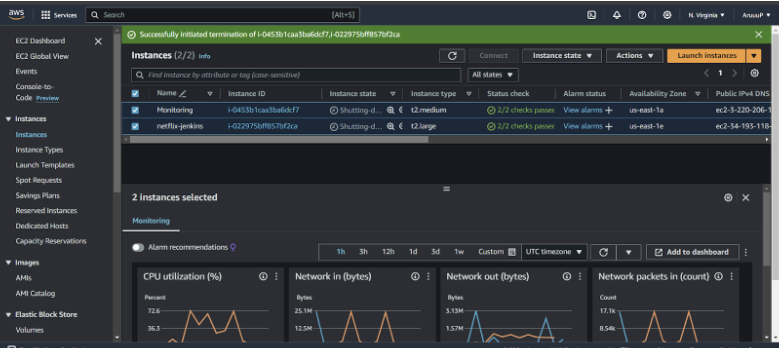 aws Services Search [Alt+S] N. Virginia ▼ AnuuuP ▼
EC2 Dashboard
EC2 Global View
Events
Console-to-
Code Preview
▼ Instances
Instances
Instance Types
Launch Templates
Spot Requests
Savings Plans
Reserved Instances
Dedicated Hosts
Capacity Reservations
▼ Images
AMIs
AMI Catalog
▼ Elastic Block Store
Volumes
Successfully initiated termination of i-0453b1caa3ba6dcf7,i-022975bff857bf2ca
Instances (2/2) Info Connect Instance state ▼ Actions ▼ Launch instances ▼
Find Instance by attribute or tag (case-sensitive) All states ▼ 1
Name Instance ID Instance state Instance type Status check Alarm status Availability Zone Public IPv4 DNS
Monitoring i-0453b1caa3ba6dcf7 Shutting-d... t2.medium 2/2 checks passec View alarms + us-east-1a ec2-3-220-206-1
netflix-jenkins i-022975bff857bf2ca Shutting-d... t2.large 2/2 checks passec View alarms + us-east-1e ec2-34-193-118-
2 instances selected
Monitoring
Alarm recommendations 1h 3h 12h 1d 3d 1w Custom UTC timezone ▼ Add to dashboard
CPU utilization (%) Network in (bytes) Network out (bytes) Network packets in (count)
Percent Bytes Bytes Count
72.6 25.1M 3.13M 17.1k
36.3 12.5M 1.57M 8.54k